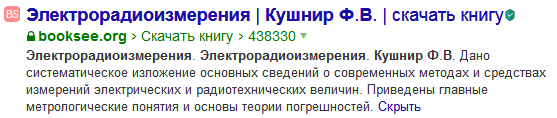 BS Электрорадиоизмерения | Кушнир Ф.В. | скачать книгу
booksee.org › Скачать книгу › 438330
Электрорадиоизмерения. Электрорадиоизмерения. Кушнир Ф.В. Дано
систематическое изложение основных сведений о современных методах и средствах
измерений электрических и радиотехнических величин. Приведены главные
метрологические понятия и основы теории погрешностей. Скрыть